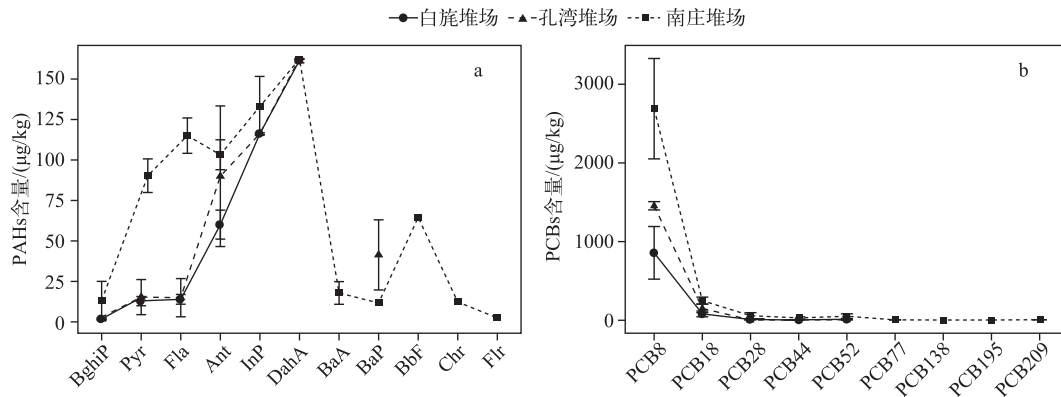 白旄堆场 孔湾堆场 南庄堆场
a
PAHs含量/(μg/kg)
150
125
100
75
50
25
0
BghiP Pyr Fla Ant InP DahA BaA BaP BbF Chr Flr
b
PCBs含量/(μg/kg)
3000
2000
1000
0
PCB8 PCB18 PCB28 PCB44 PCB52 PCB77 PCB138 PCB195 PCB209